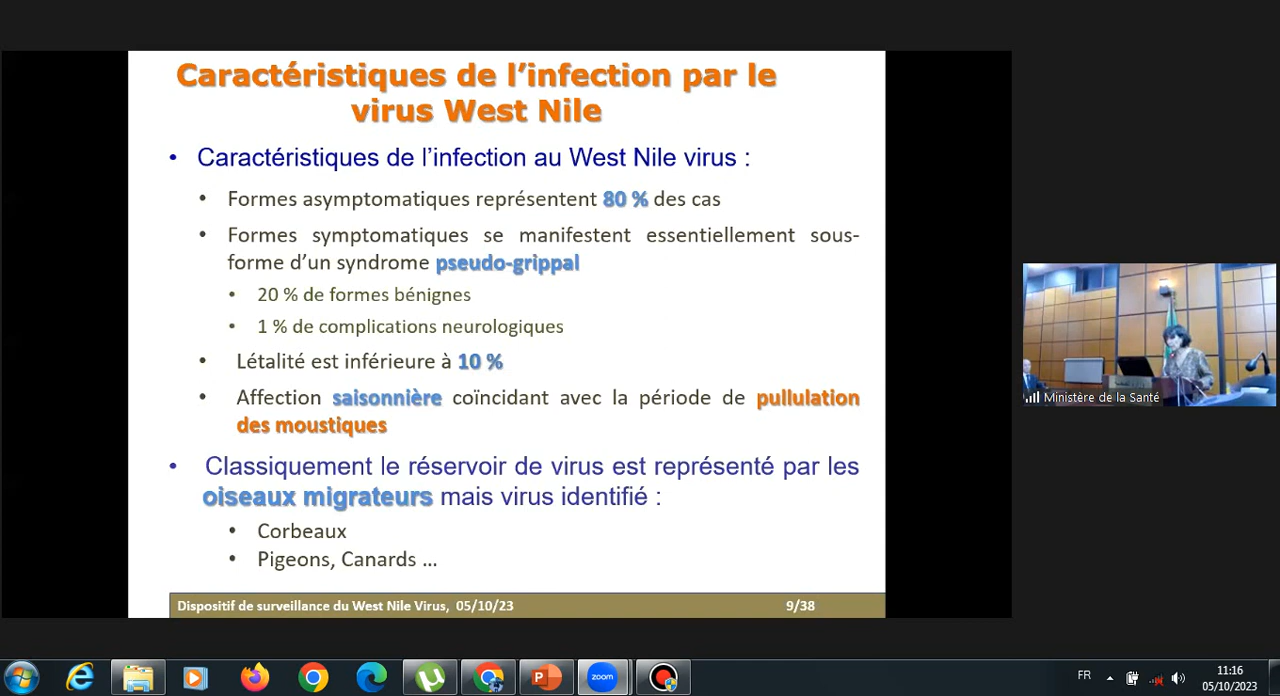 Caractéristiques de l’infection par le
virus West Nile
• Caractéristiques de l’infection au West Nile virus :
• Formes asymptomatiques représentent 80 % des cas
• Formes symptomatiques se manifestent essentiellement sous-
forme d’un syndrome pseudo-grippal
• 20 % de formes bénignes
• 1 % de complications neurologiques
• Létalité est inférieure à 10 %
• Affection saisonnière coïncidant avec la période de pullulation
des moustiques
• Classiquement le réservoir de virus est représenté par les
oiseaux migrateurs mais virus identifié :
• Corbeaux
• Pigeons, Canards ...
Dispositif de surveillance du West Nile Virus, 05/10/23 9/38
Ministère de la Santé
zoom
FR
11:16
05/10/2023